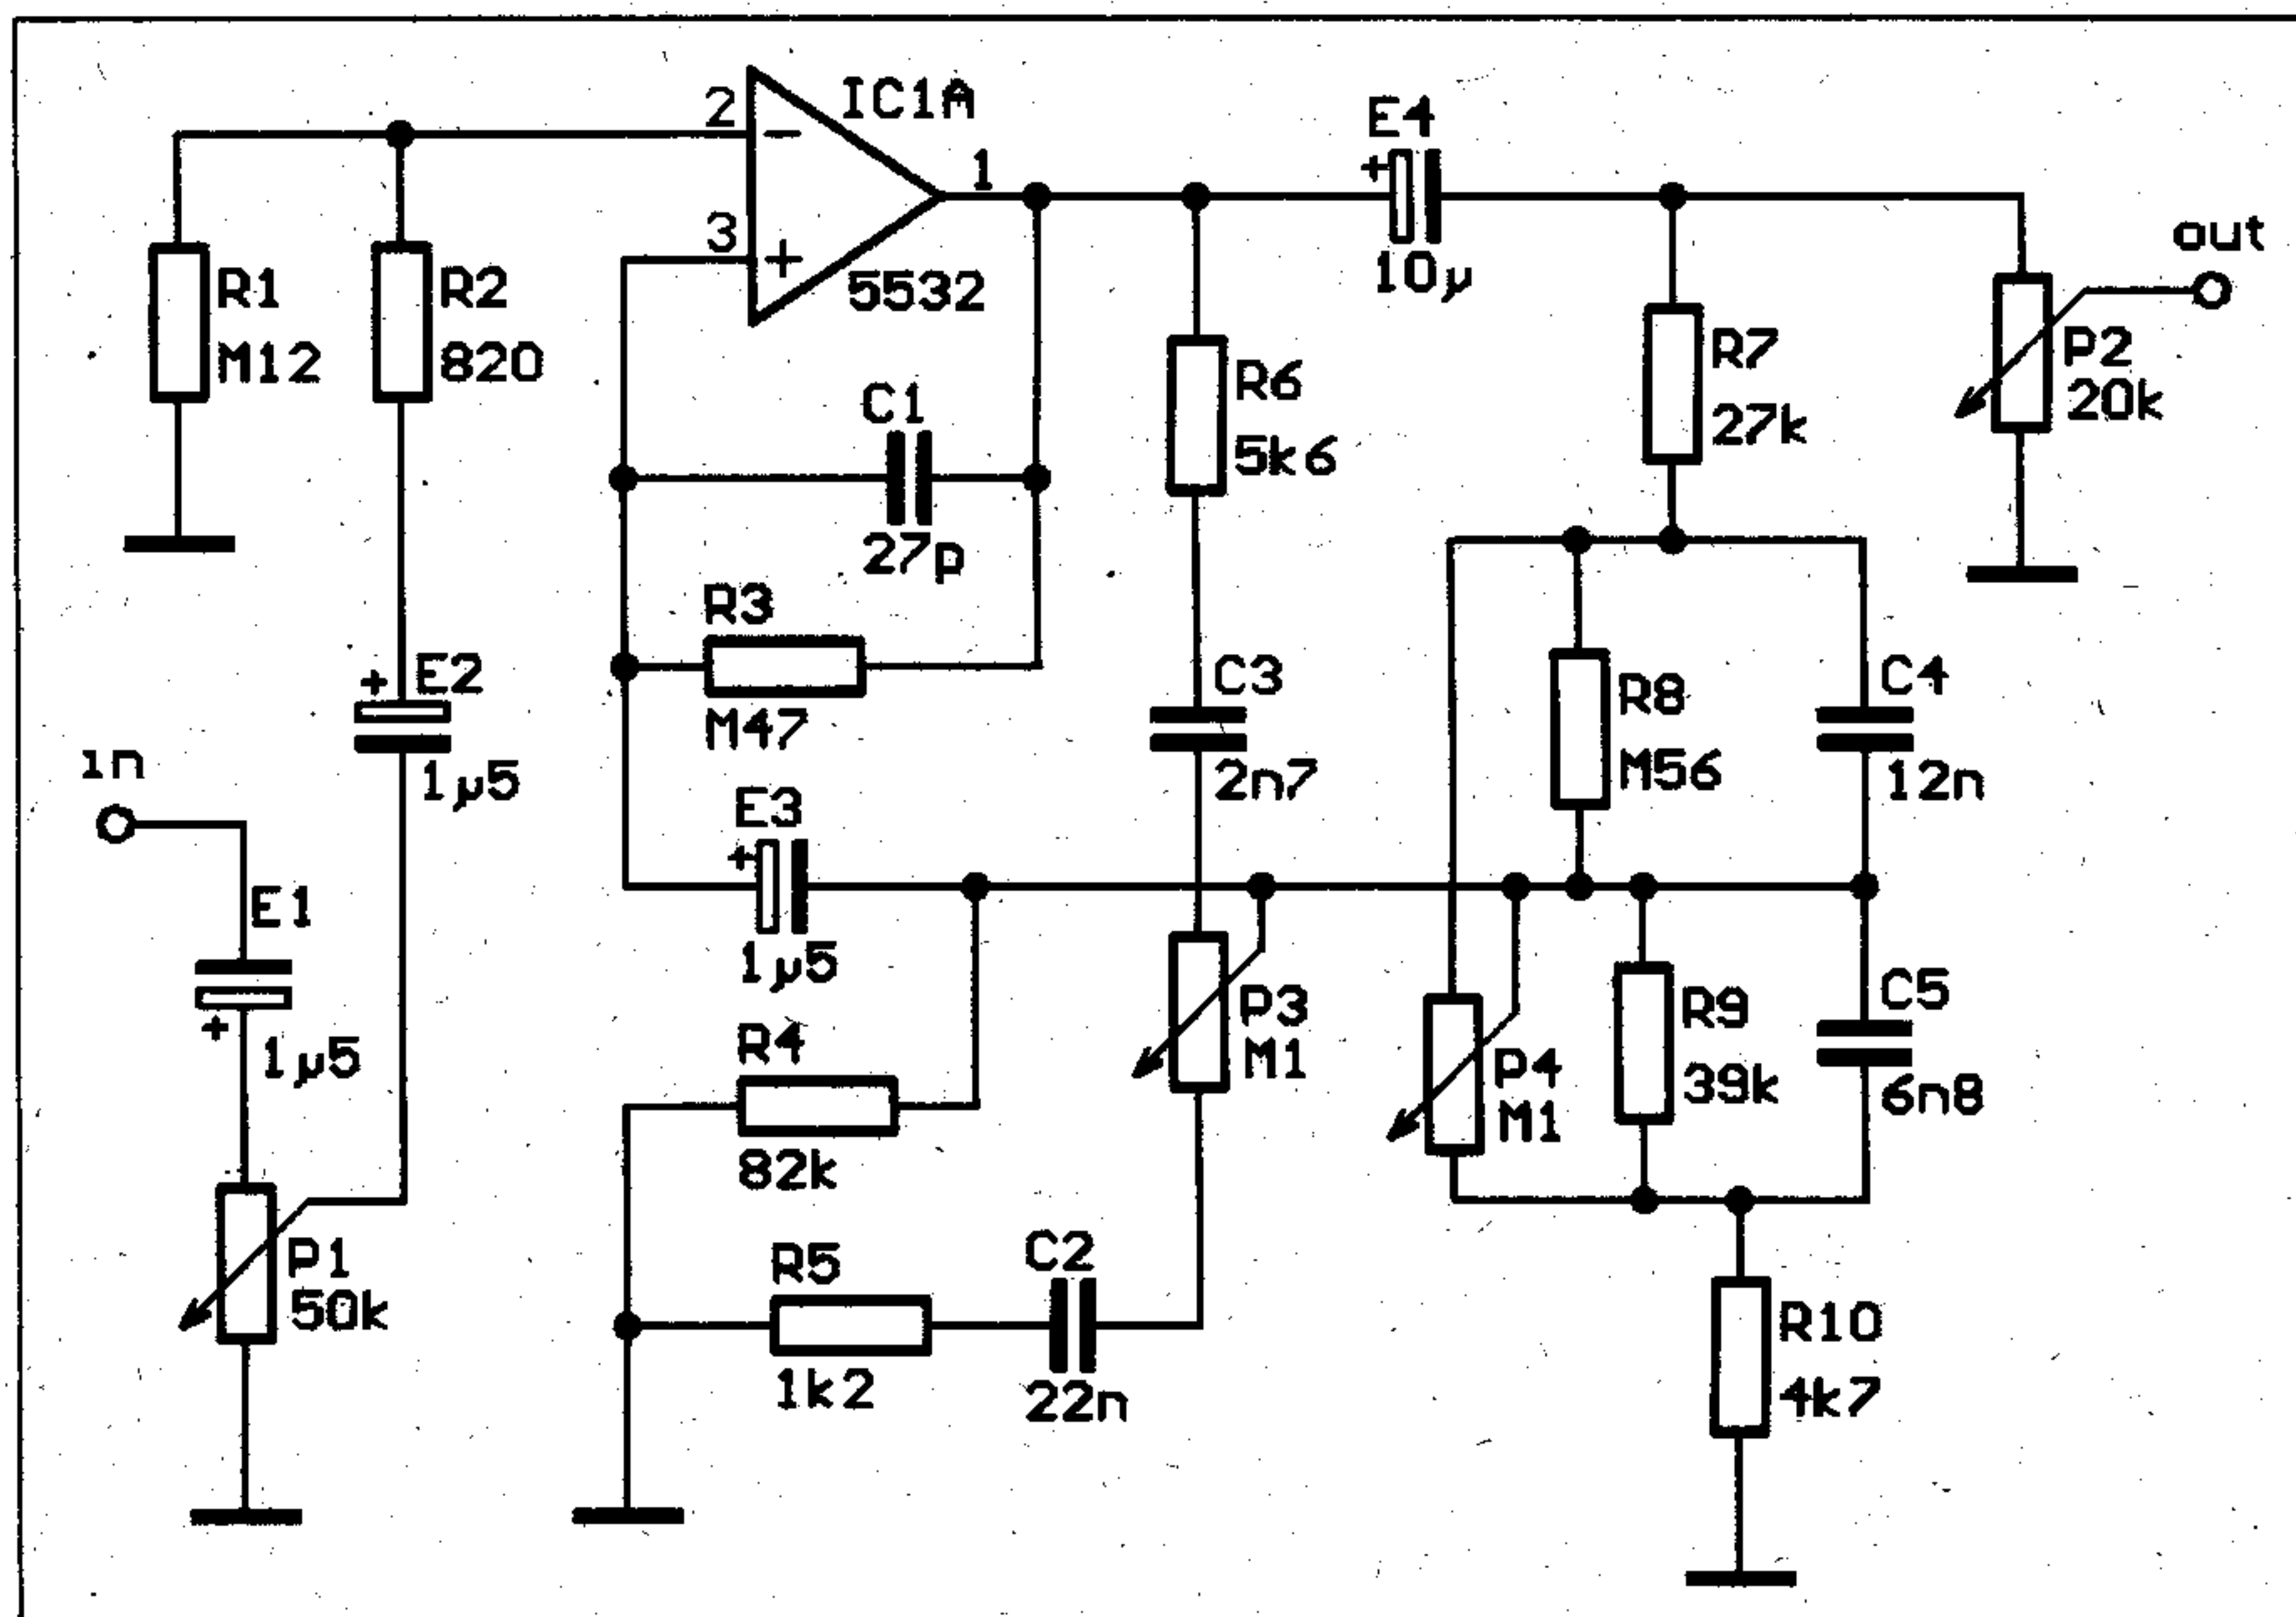 2
IC1A
-
1
3
+
5532
E4
+
10µ
out
R1
M12
R2
820
C1
27p
R6
5k6
R7
27k
P2
20k
R3
M47
+ E2
1µ5
C3
2n7
R8
M56
C4
12n
in
E1
+
1µ5
E3
+
1µ5
R4
82k
P3
M1
P4
M1
R9
39k
C5
6n8
P1
50k
R5
1k2
C2
22n
R10
4k7